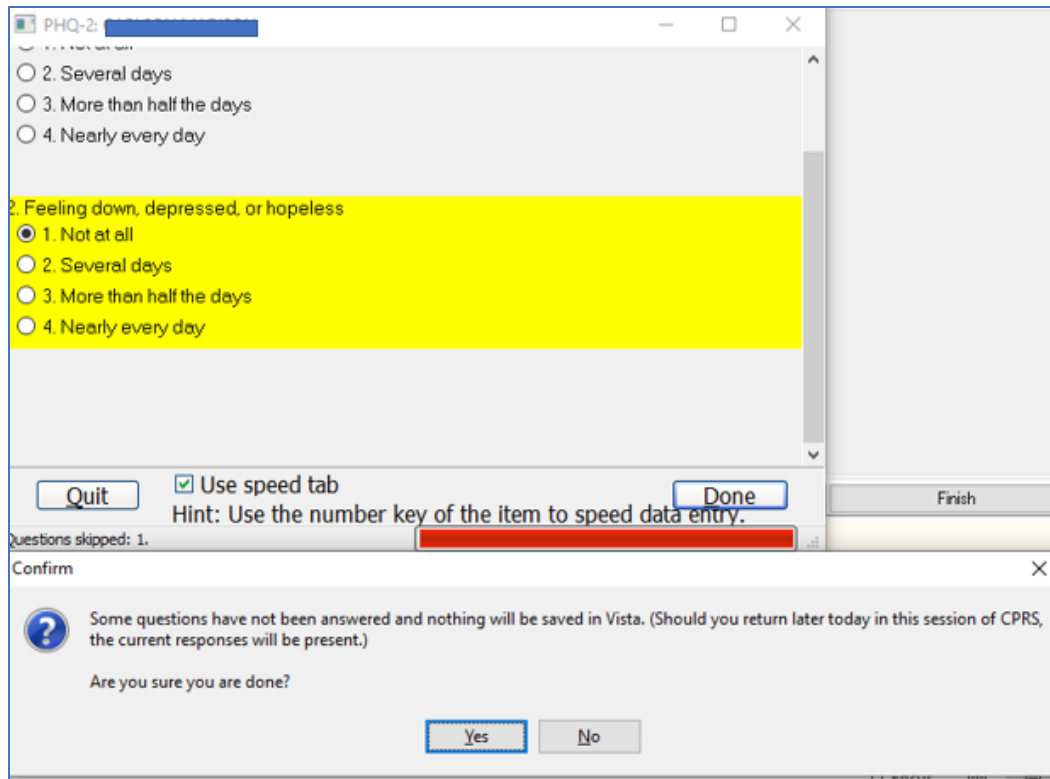 PHQ-2:
1. Not at all
2. Several days
3. More than half the days
4. Nearly every day
2. Feeling down, depressed, or hopeless
1. Not at all
2. Several days
3. More than half the days
4. Nearly every day
Quit
Use speed tab
Done
Hint: Use the number key of the item to speed data entry.
Finish
Questions skipped: 1.
Confirm
Some questions have not been answered and nothing will be saved in Vista. (Should you return later today in this session of CPRS,
the current responses will be present.)
Are you sure you are done?
Yes
No